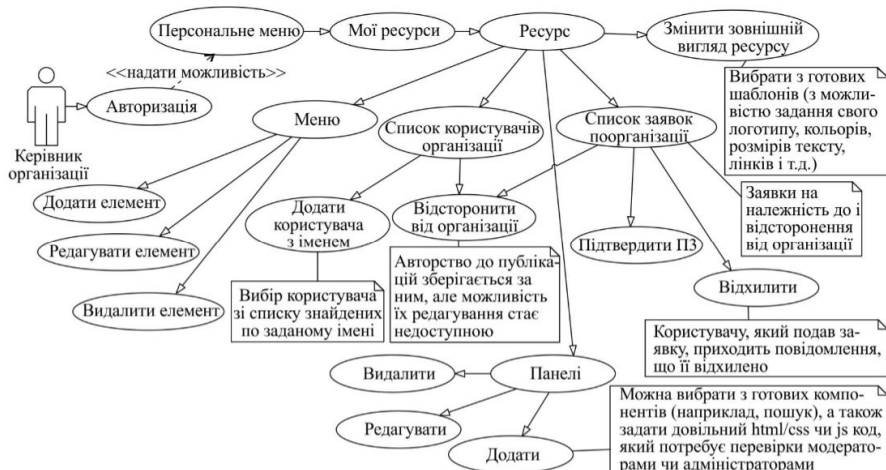 Персональне меню
Мої ресурси
Ресурс
Змінити зовнішній
вигляд ресурсу
<<надати можливість>>
Авторизація
Керівник
організації
Меню
Список користувачів
організації
Список заявок
поорганізації
Вибрати з готових
шаблонів (з можли-
вістю задання свого
логотипу, кольорів,
розмірів тексту,
лінків і т.д.)
Додати елемент
Редагувати елемент
Видалити елемент
Додати
користувача
з іменем
Відсторонити
від організації
Підтвердити ПЗ
Заявки на
належність до і
відсторонення
від організації
Відхилити
Вибір користувача
зі списку знайдених
по заданому імені
Авторство до публіка-
цій зберігається за
ним, але можливість
їх редагування стає
недоступною
Користувачу, який подав за-
явку, приходить повідомлення,
що її відхилено
Видалити
Панелі
Редагувати
Додати
Можна вибрати з готових компо-
нентів (наприклад, пошук), а також
задати довільний html/css чи js код,
який потребує перевірки модерато-
рами чи адміністраторами